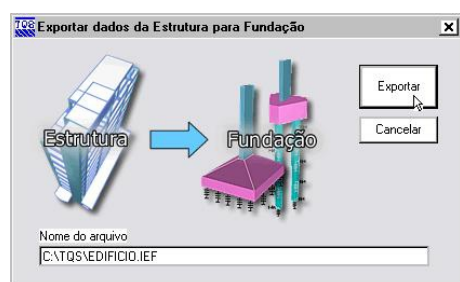 TQS Exportar dados da Estrutura para Fundação
Exportar
Estrutura
Fundação
Cancelar
Nome do arquivo
C:\TQS\EDIFICIO.IEF